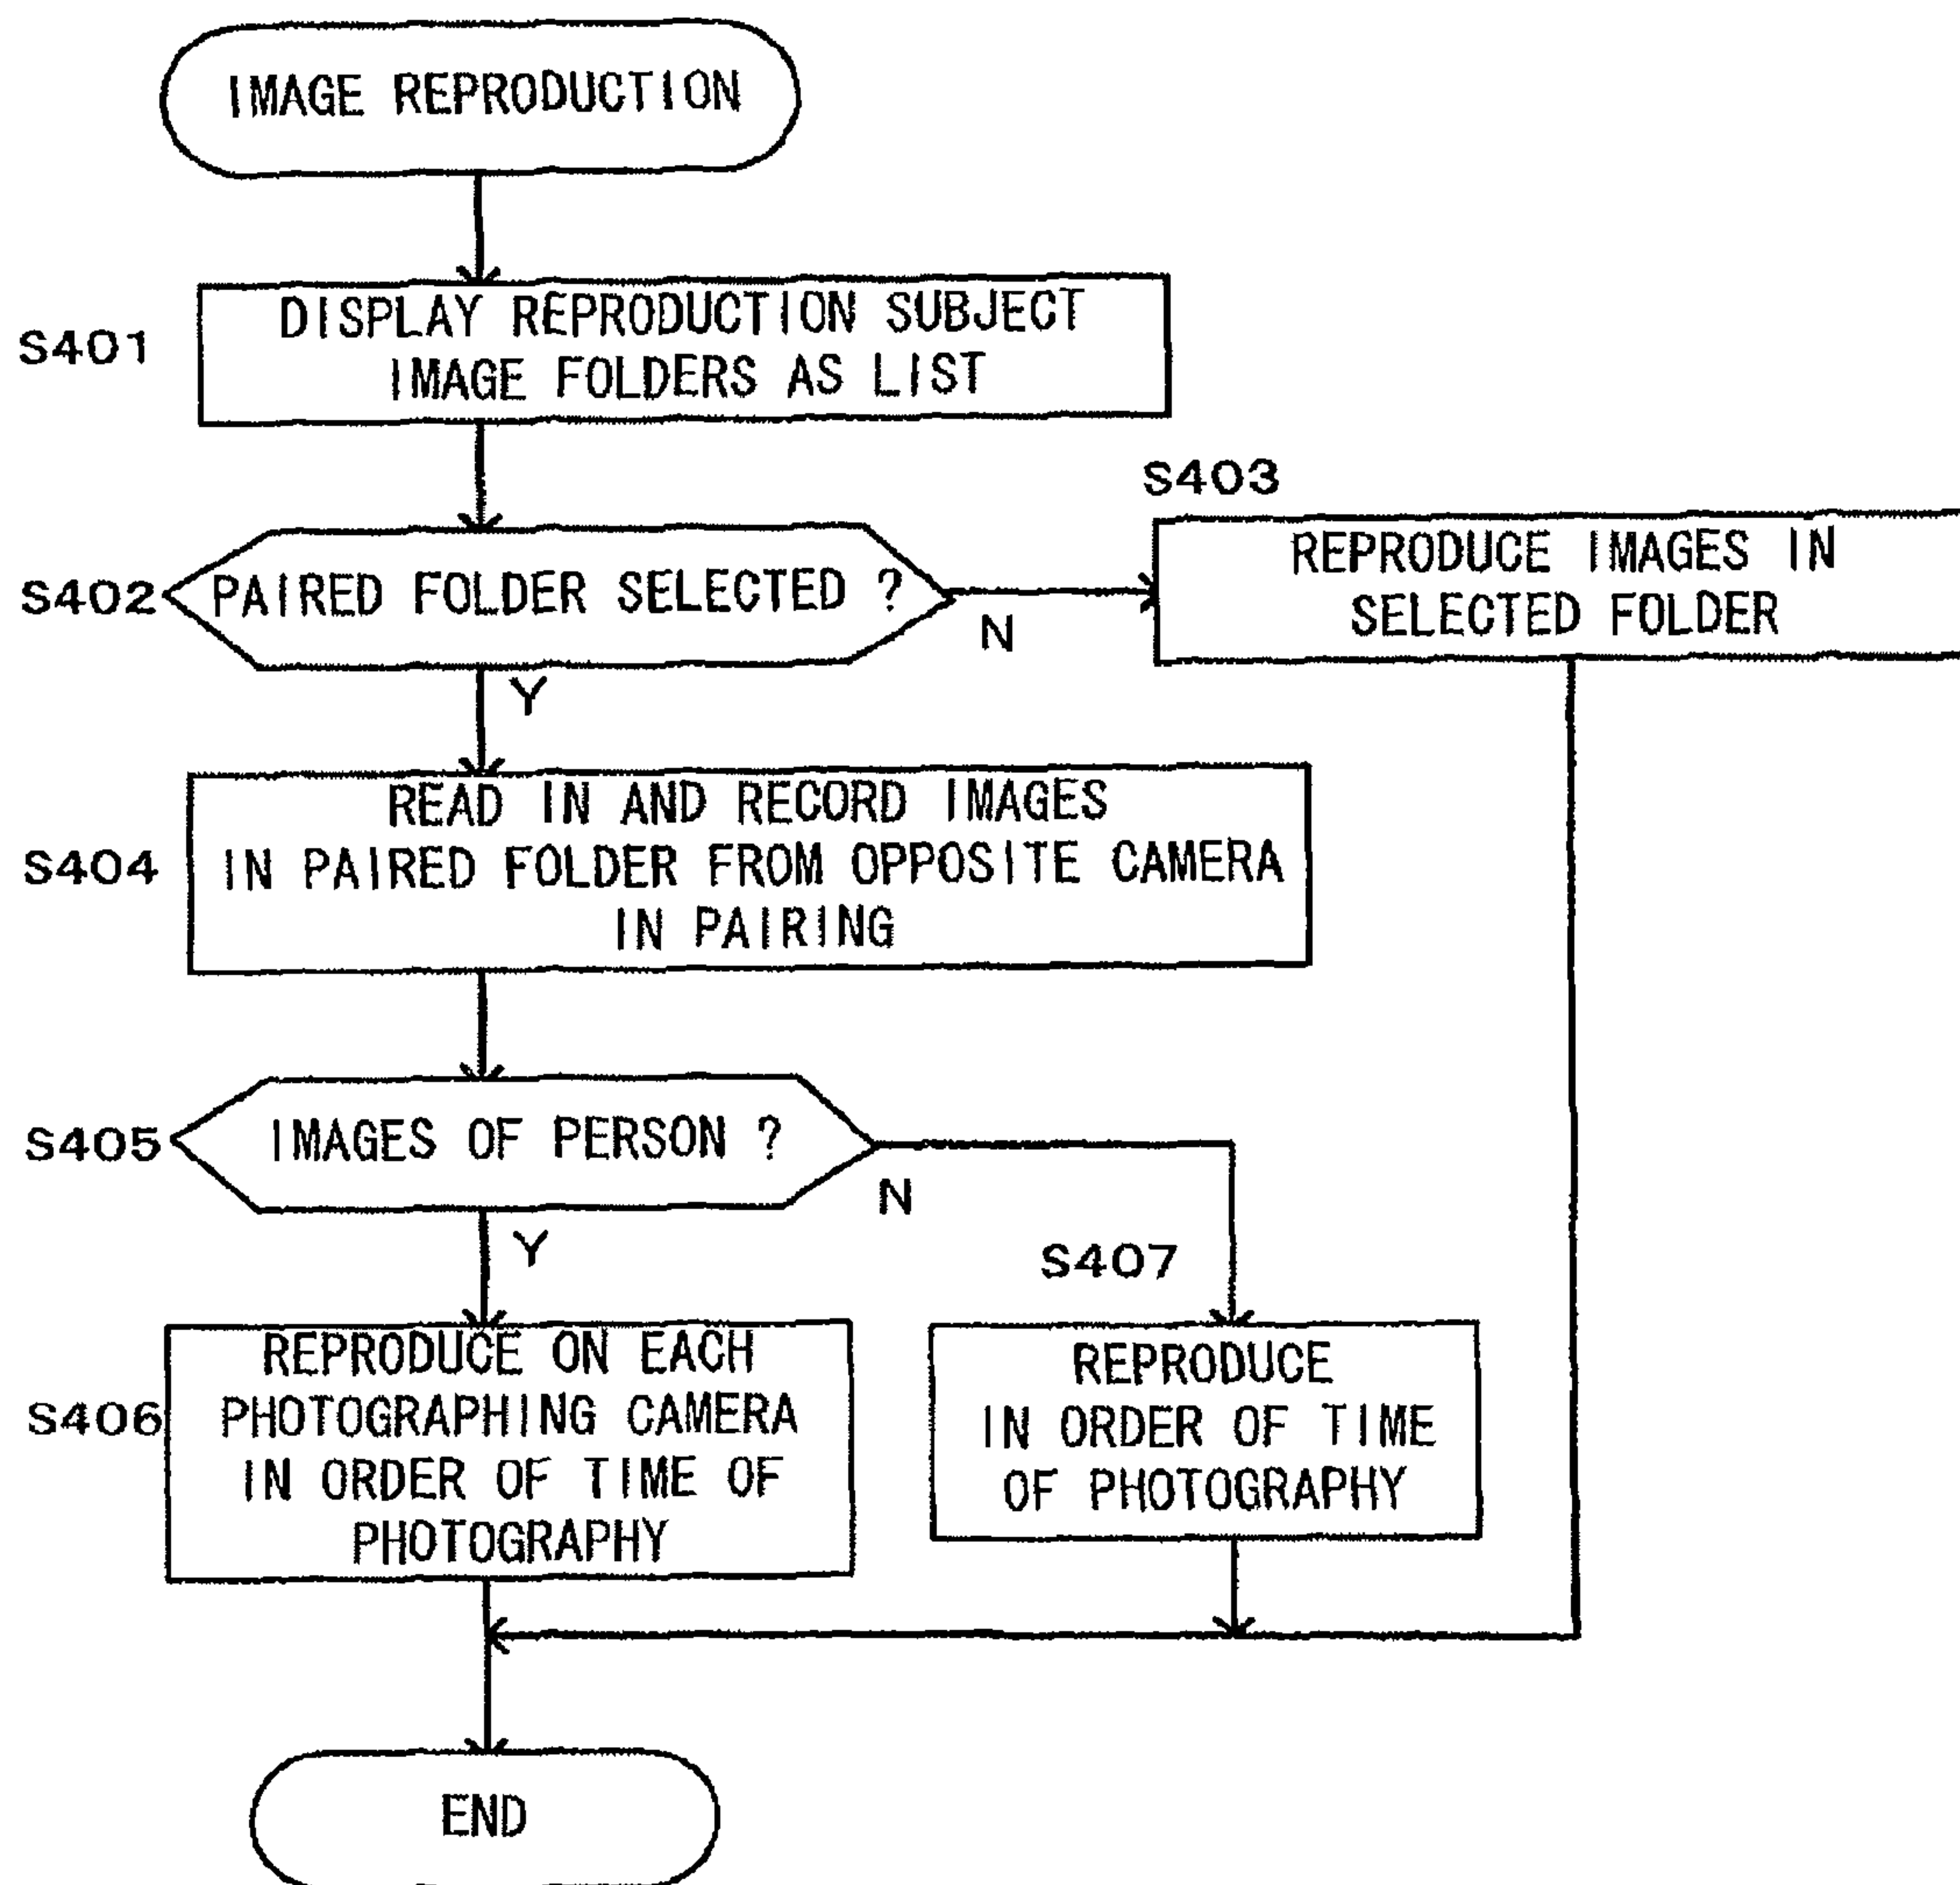 IMAGE REPRODUCTION
S401
DISPLAY REPRODUCTION SUBJECT
IMAGE FOLDERS AS LIST
S402
PAIRED FOLDER SELECTED ?
N
S403
REPRODUCE IMAGES IN
SELECTED FOLDER
Y
S404
READ IN AND RECORD IMAGES
IN PAIRED FOLDER FROM OPPOSITE CAMERA
IN PAIRING
S405
IMAGES OF PERSON ?
N
Y
S406
REPRODUCE ON EACH
PHOTOGRAPHING CAMERA
IN ORDER OF TIME OF
PHOTOGRAPHY
S407
REPRODUCE
IN ORDER OF TIME
OF PHOTOGRAPHY
END